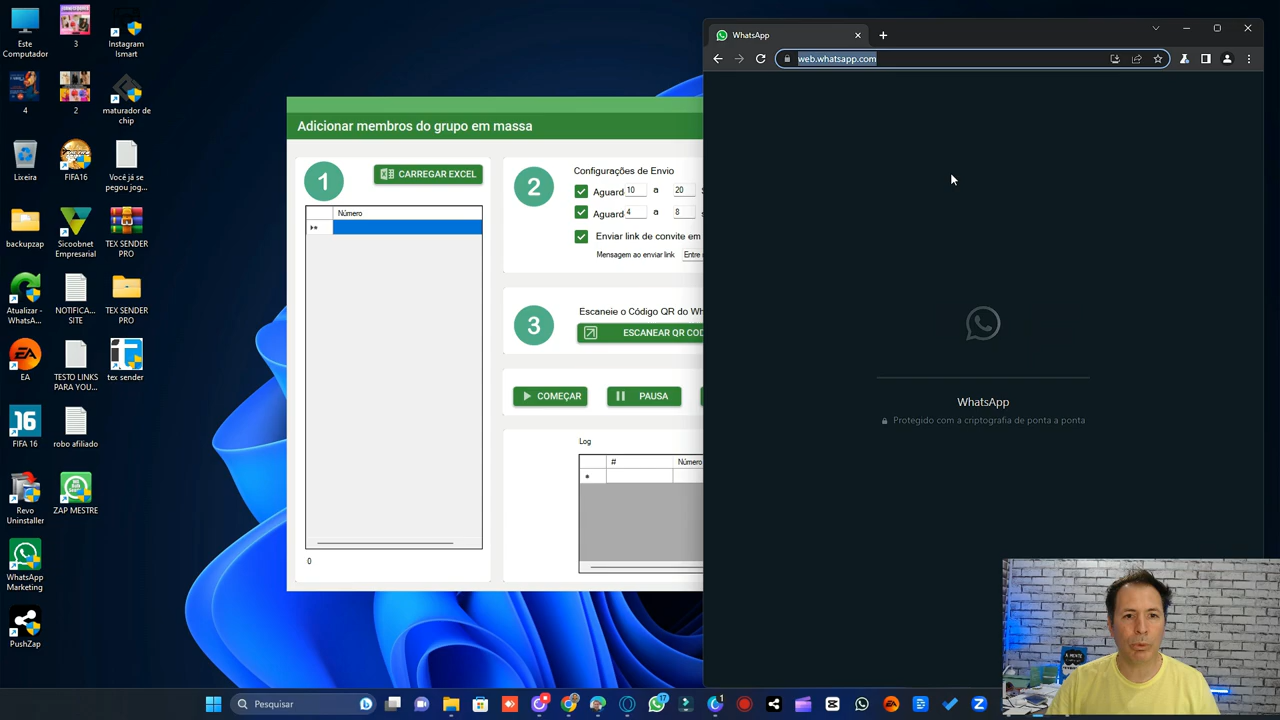 Este
Computador
3
Instagram
Ismart
4
2
maturador de
chip
Lixeira
FIFA16
Você já se
pegou jog...
backupzap
Sicoobnet
Empresarial
TEX SENDER
PRO
Atualizar -
WhatsA...
NOTIFICA...
SITE
TEX SENDER
PRO
EA
TESTO LINKS
PARA YOU...
tex sender
16
FIFA 16
robo afiliado
Revo
Uninstaller
ZAP MESTRE
WhatsApp
Marketing
PushZap
Adicionar membros do grupo em massa
1
CARREGAR EXCEL
Número
0
2
Configurações de Envio
Aguard 10 a 20
Aguard 4 a 8
Enviar link de convite em
Mensagem ao enviar link Entre
3
Escaneie o Código QR do Wh
ESCANEAR QR COD
COMEÇAR
PAUSA
Log
# Número
WhatsApp
web.whatsapp.com
WhatsApp
Protegido com a criptografia de ponta a ponta
Pesquisar
17
1